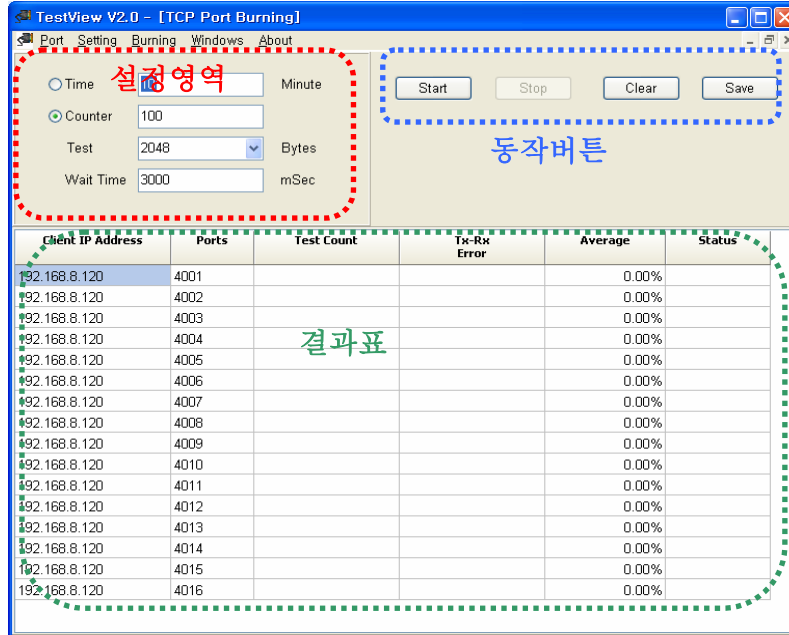 TestView V2.0 - [TCP Port Burning]
Port Setting Burning Windows About
Time 10 Minute
설정영역
Counter 100
Test 2048 Bytes
Wait Time 3000 mSec
Start Stop Clear Save
동작버튼
Client IP Address Ports Test Count Tx-Rx Error Average Status
192.168.8.120 4001 0.00%
192.168.8.120 4002 0.00%
192.168.8.120 4003 0.00%
192.168.8.120 4004 0.00%
결과표
192.168.8.120 4005 0.00%
192.168.8.120 4006 0.00%
192.168.8.120 4007 0.00%
192.168.8.120 4008 0.00%
192.168.8.120 4009 0.00%
192.168.8.120 4010 0.00%
192.168.8.120 4011 0.00%
192.168.8.120 4012 0.00%
192.168.8.120 4013 0.00%
192.168.8.120 4014 0.00%
192.168.8.120 4015 0.00%
192.168.8.120 4016 0.00%